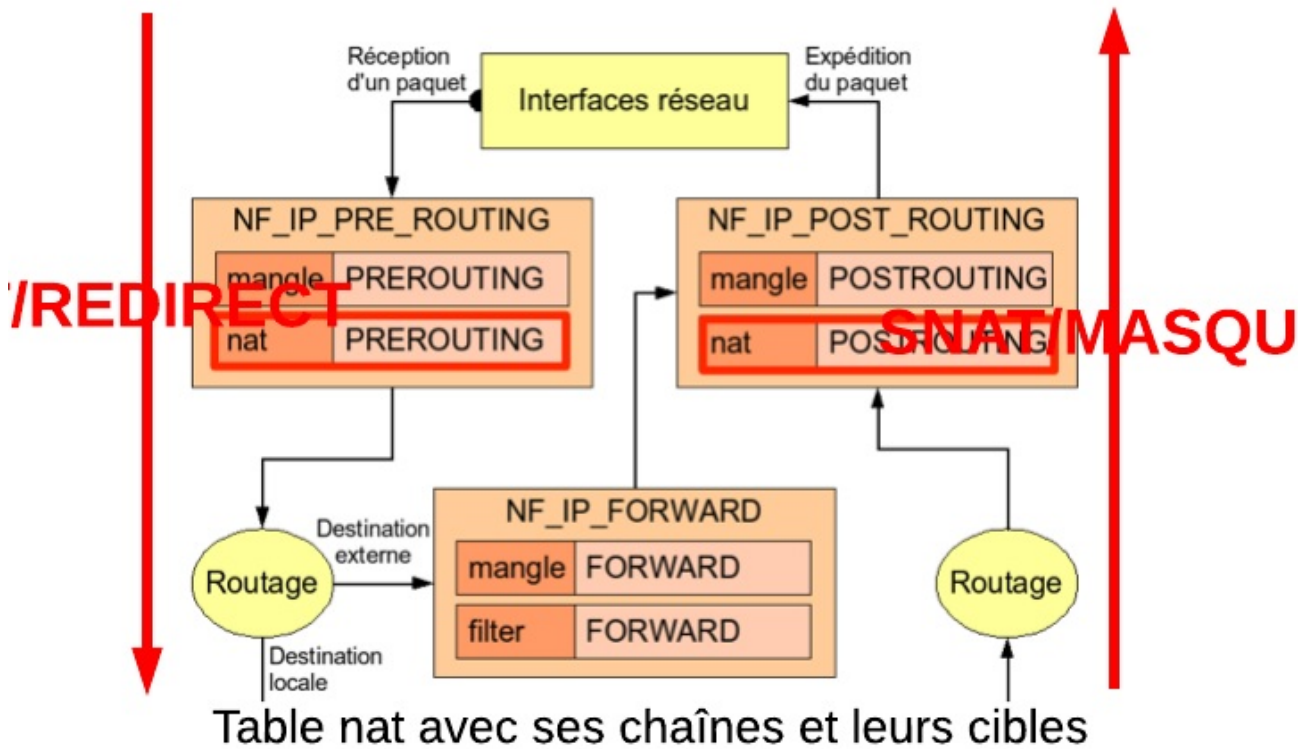 Réception
d'un paquet
Interfaces réseau
Expédition
du paquet
NF_IP_PRE_ROUTING
mangle PREROUTING
nat PREROUTING
/REDIRECT
NF_IP_POST_ROUTING
mangle POSTROUTING
nat POSTROUTING
SNAT/MASQU
Routage
Destination
externe
NF_IP_FORWARD
mangle FORWARD
filter FORWARD
Routage
Destination
locale
Table nat avec ses chaînes et leurs cibles